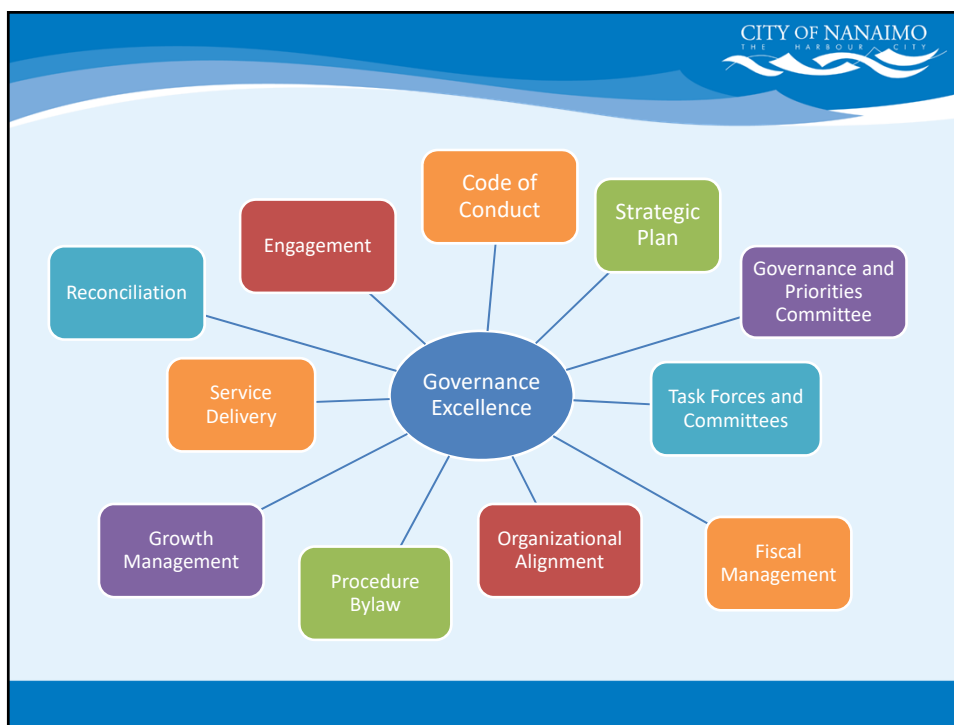 CITY OF NANAIMO
THE HARBOUR CITY
Code of
Conduct
Strategic
Plan
Engagement
Governance and
Priorities
Committee
Reconciliation
Governance
Excellence
Service
Delivery
Task Forces and
Committees
Growth
Management
Procedure
Bylaw
Organizational
Alignment
Fiscal
Management